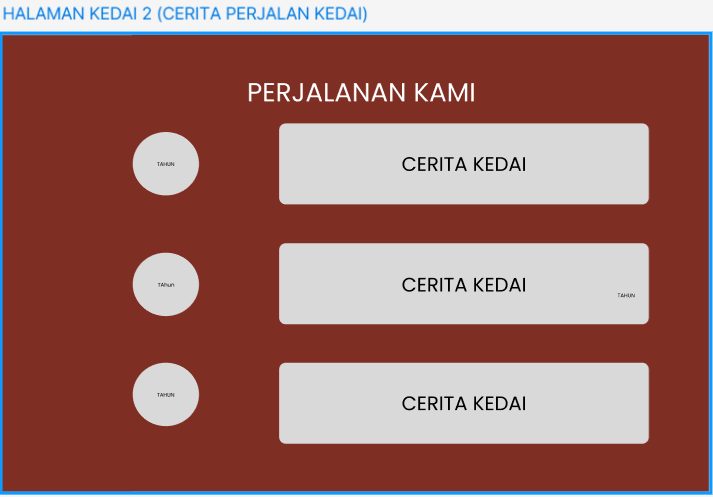 HALAMAN KEDAI 2 (CERITA PERJALAN KEDAI)
PERJALANAN KAMI
TAHUN
CERITA KEDAI
TAHun
CERITA KEDAI
TAHUN
TAHUN
CERITA KEDAI